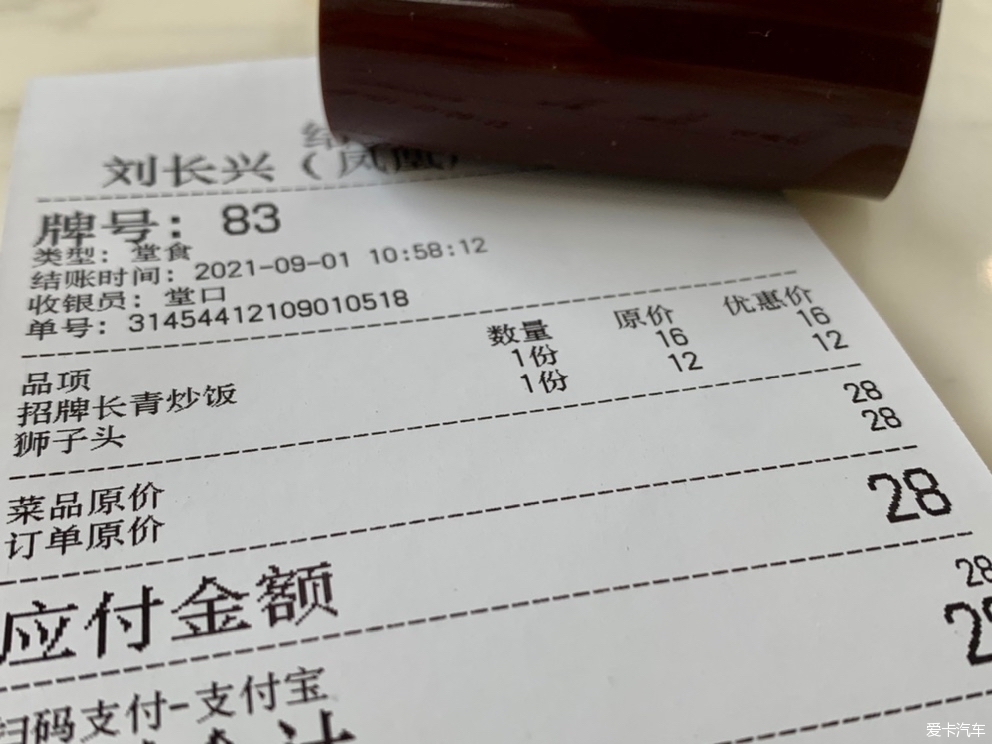 结
刘长兴（凤凰
牌号：83
类型：堂食
结账时间：2021-09-01 10:58:12
收银员：堂口
单号：31454412109010518
品项 数量 原价 优惠价
招牌长青炒饭 1份 16 16
狮子头 1份 12 12
菜品原价 28
订单原价 28
应付金额 28
扫码支付-支付宝 28
爱卡汽车